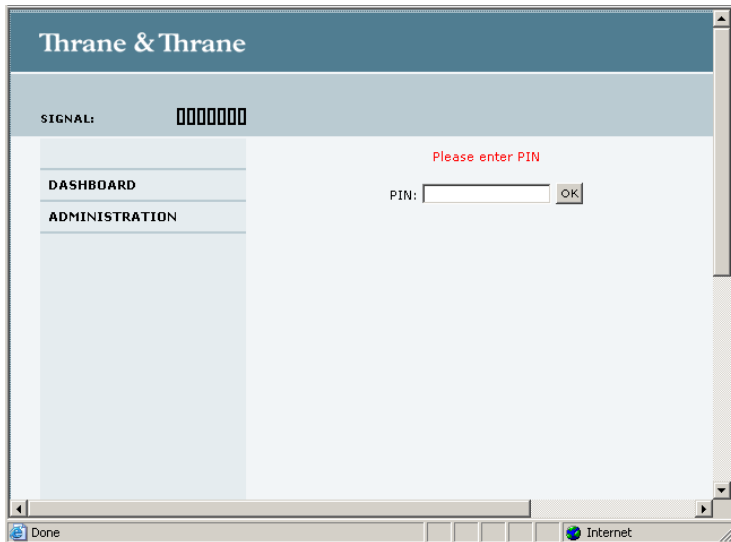 Thrane & Thrane
SIGNAL:
Please enter PIN
PIN: OK
DASHBOARD
ADMINISTRATION
Done Internet